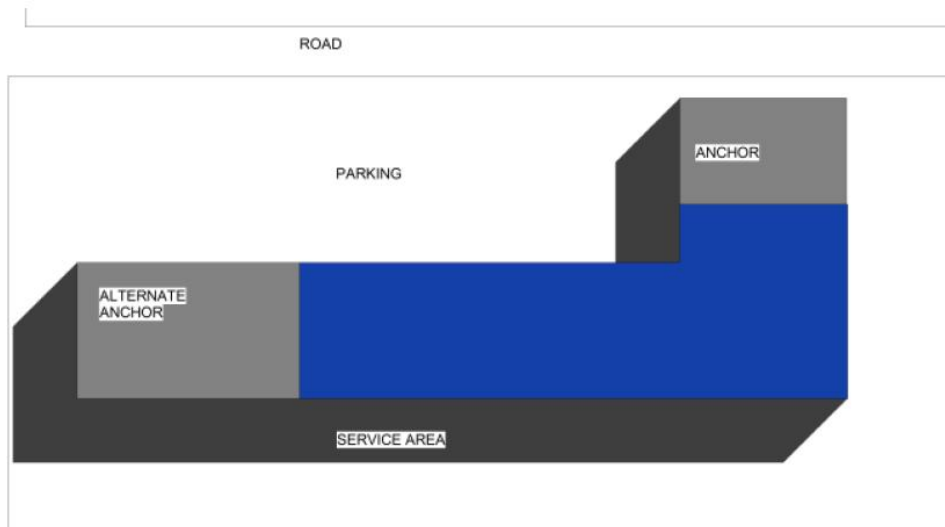 ROAD
ANCHOR
PARKING
ALTERNATE
ANCHOR
SERVICE AREA